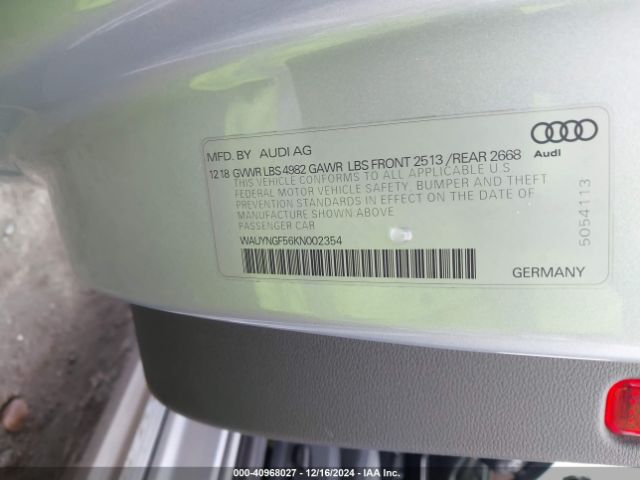 MFD. BY AUDI AG
12 18 GVWR LBS 4982 GAWR LBS FRONT 2513 / REAR 2668
THIS VEHICLE CONFORMS TO ALL APPLICABLE U.S
FEDERAL MOTOR VEHICLE SAFETY, BUMPER AND THEFT
PREVENTION STANDARDS IN EFFECT ON THE DATE OF
MANUFACTURE SHOWN ABOVE
PASSENGER CAR
WAUYNGF56KN002354
Audi
5054113
GERMANY
000-40968027 - 12/16/2024 - IAA Inc.